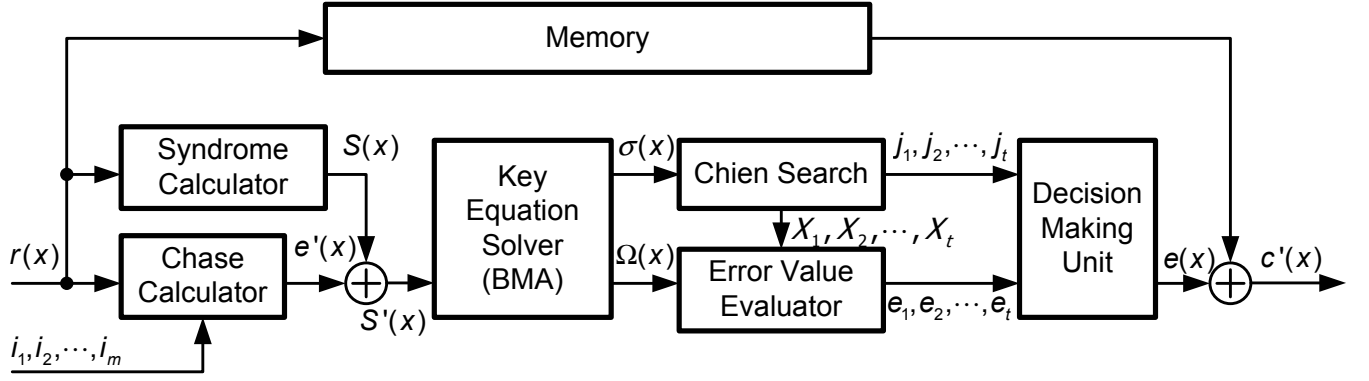 Memory
Syndrome
Calculator
S(x)
r(x)
Chase
Calculator
e'(x)
S'(x)
i₁,i₂,⋯,iₘ
Key
Equation
Solver
(BMA)
σ(x)
Ω(x)
Chien Search
j₁,j₂,⋯,jₜ
X₁,X₂,⋯,Xₜ
Error Value
Evaluator
e₁,e₂,⋯,eₜ
Decision
Making
Unit
e(x)
c'(x)